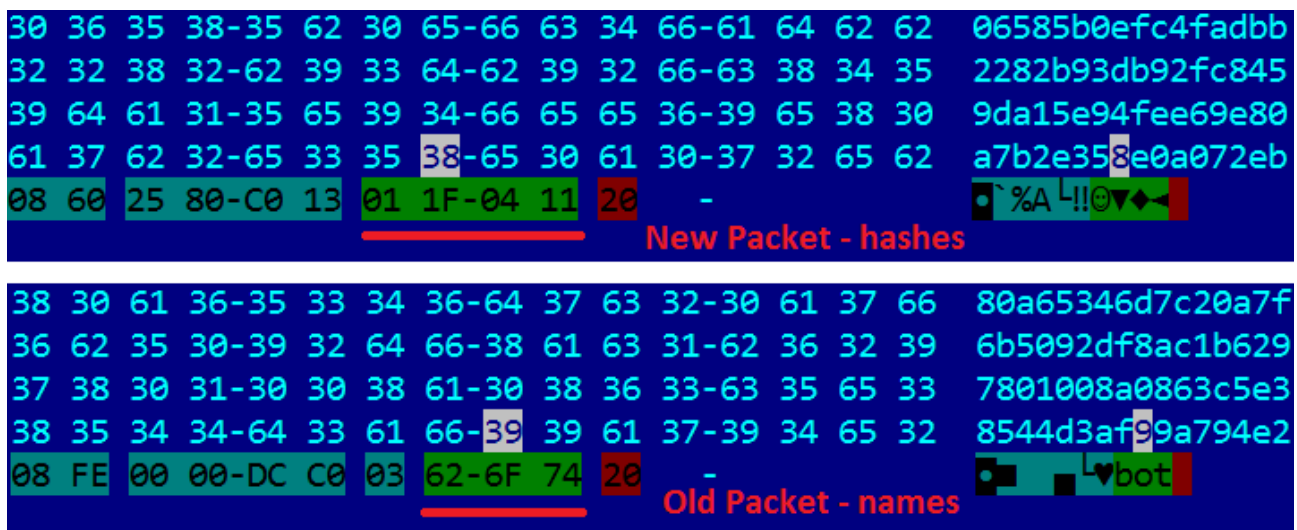 30 36 35 38-35 62 30 65-66 63 34 66-61 64 62 62 06585b0efc4fadbb
32 32 38 32-62 39 33 64-62 39 32 66-63 38 34 35 2282b93db92fc845
39 64 61 31-35 65 39 34-66 65 65 36-39 65 38 30 9da15e94fee69e80
61 37 62 32-65 33 35 38-65 30 61 30-37 32 65 62 a7b2e358e0a072eb
08 60 25 80-C0 13 01 1F-04 11 20 - ◘`%А└‼☺▼♦◄
New Packet - hashes
38 30 61 36-35 33 34 36-64 37 63 32-30 61 37 66 80a65346d7c20a7f
36 62 35 30-39 32 64 66-38 61 63 31-62 36 32 39 6b5092df8ac1b629
37 38 30 31-30 30 38 61-30 38 36 33-63 35 65 33 7801008a0863c5e3
38 35 34 34-64 33 61 66-39 39 61 37-39 34 65 32 8544d3af99a794e2
08 FE 00 00-DC C0 03 62-6F 74 20 - ◘■ ▄└♥bot
Old Packet - names